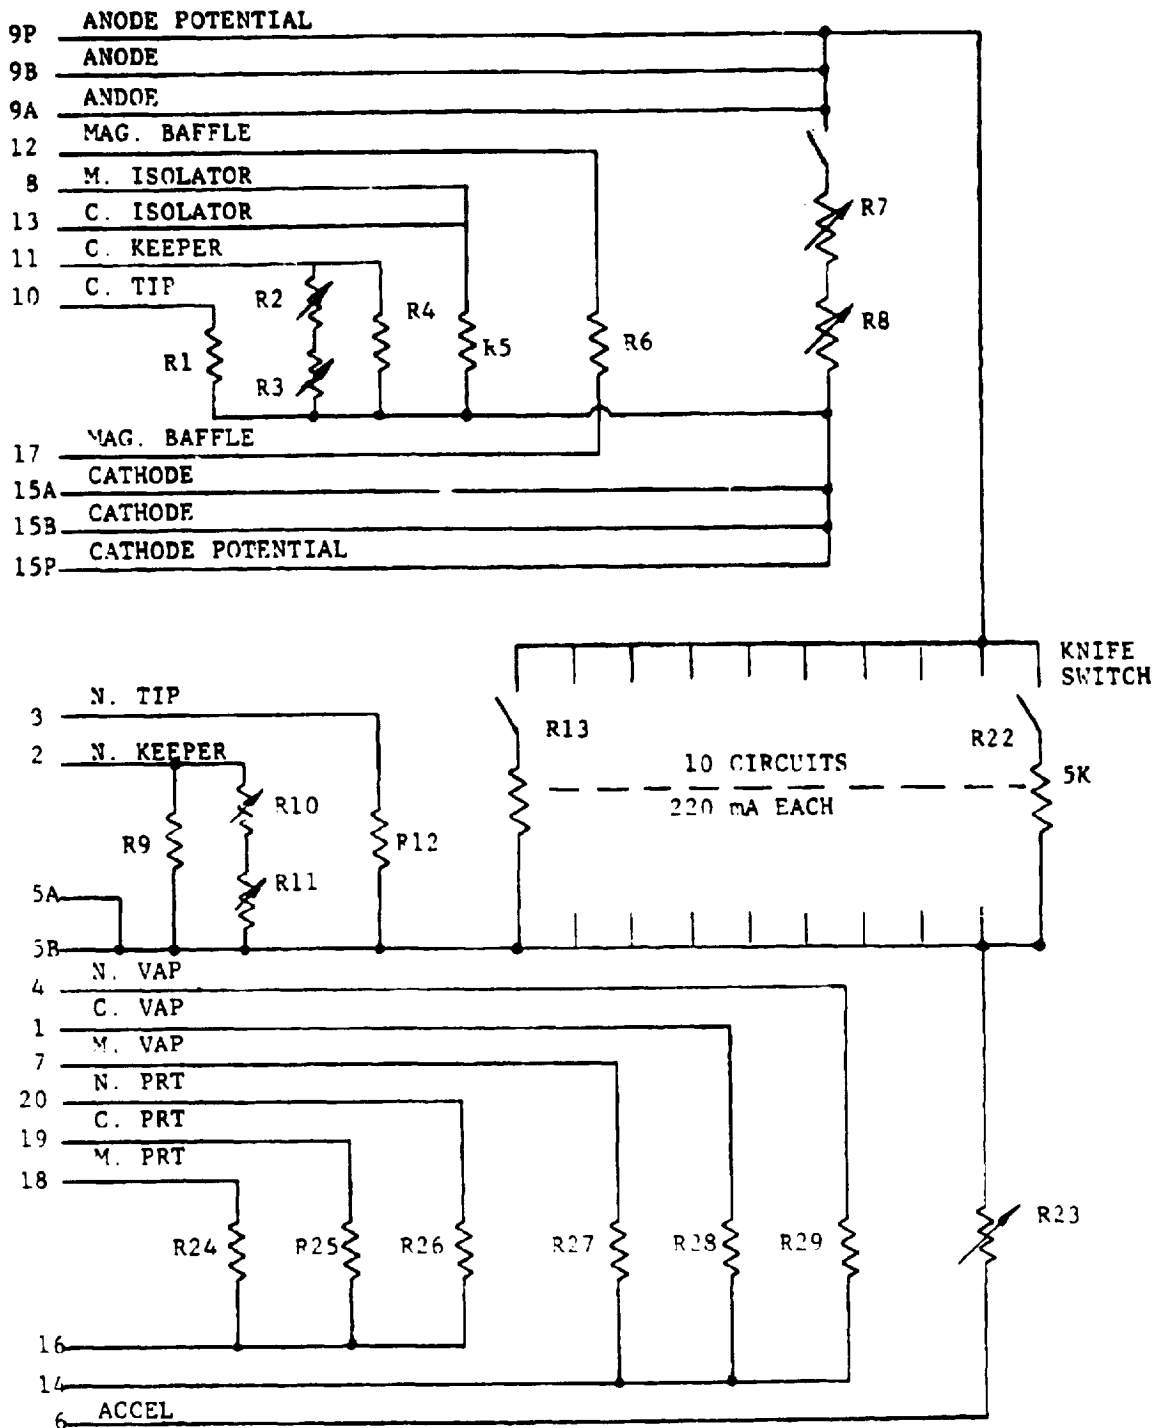 9P ANODE POTENTIAL
9B ANODE
9A ANDOE
12 MAG. BAFFLE
8 M. ISOLATOR
13 C. ISOLATOR
11 C. KEEPER
10 C. TIP
R7
R2
R4
R8
R1
R5
R6
R3
17 MAG. BAFFLE
15A CATHODE
15B CATHODE
15P CATHODE POTENTIAL
KNIFE
SWITCH
3 N. TIP
R13
R22
2 N. KEEPER
10 CIRCUITS
5K
220 mA EACH
R10
R9
R12
R11
5A
5B
4 N. VAP
1 C. VAP
7 M. VAP
20 N. PRT
19 C. PRT
18 M. PRT
R23
R24
R25
R26
R27
R28
R29
16
14
6 ACCEL